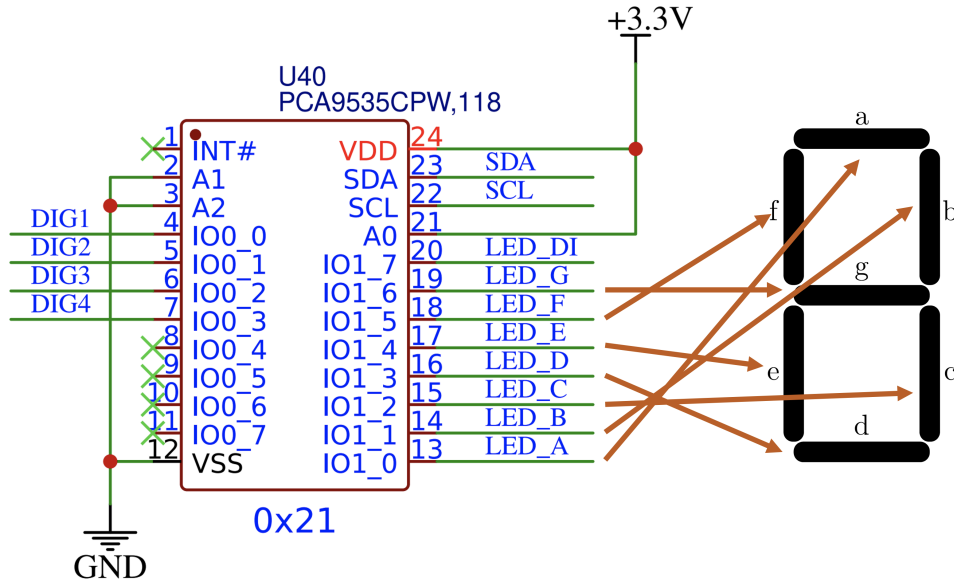 +3.3V
U40
PCA9535CPW,118
1 INT# VDD 24
2 A1 SDA 23 SDA
3 A2 SCL 22 SCL
DIG1 4 IO0_0 A0 21
DIG2 5 IO0_1 IO1_7 20 LED_DI
DIG3 6 IO0_2 IO1_6 19 LED_G
DIG4 7 IO0_3 IO1_5 18 LED_F
8 IO0_4 IO1_4 17 LED_E
9 IO0_5 IO1_3 16 LED_D
10 IO0_6 IO1_2 15 LED_C
11 IO0_7 IO1_1 14 LED_B
12 VSS IO1_0 13 LED_A
0x21
GND
a
f b
g
e c
d